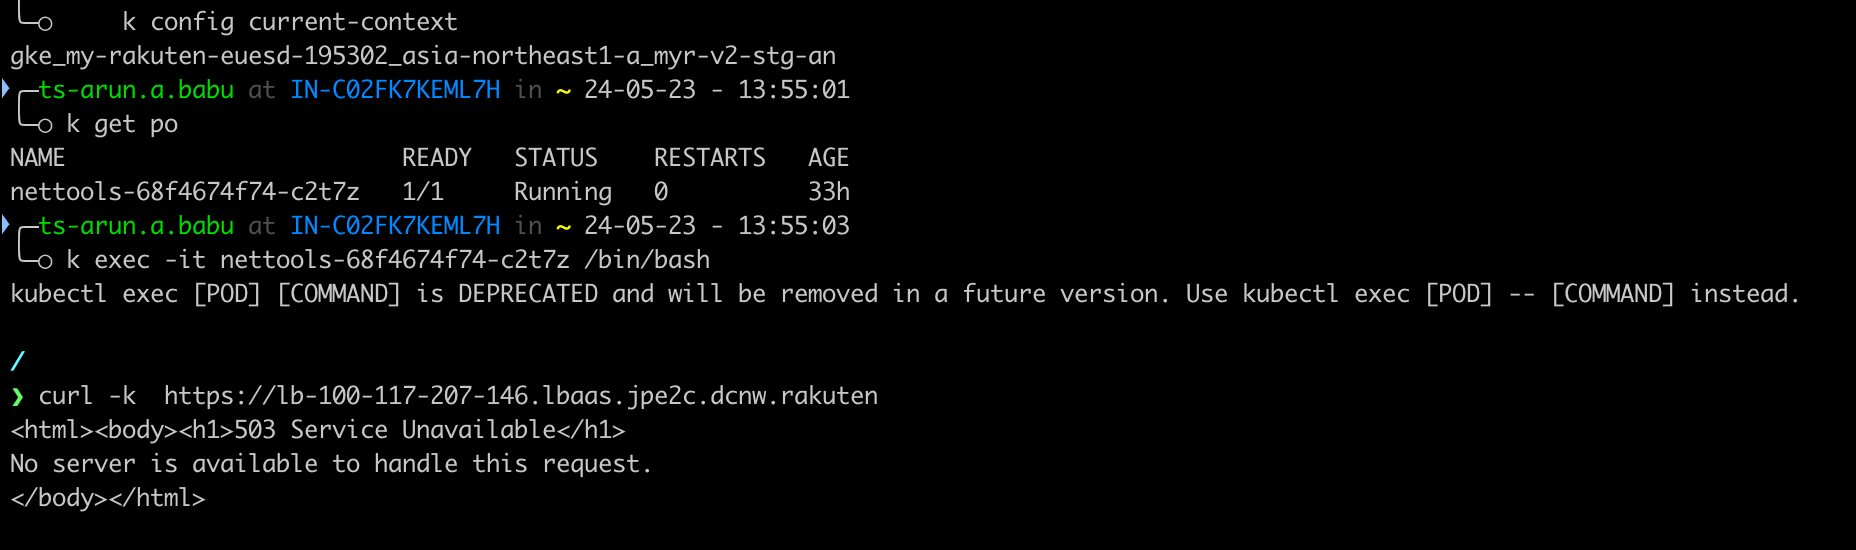 k config current-context
gke_my-rakuten-euesd-195302_asia-northeast1-a_myr-v2-stg-an
ts-arun.a.babu at IN-C02FK7KEML7H in ~ 24-05-23 - 13:55:01
k get po
NAME READY STATUS RESTARTS AGE
nettools-68f4674f74-c2t7z 1/1 Running 0 33h
ts-arun.a.babu at IN-C02FK7KEML7H in ~ 24-05-23 - 13:55:03
k exec -it nettools-68f4674f74-c2t7z /bin/bash
kubectl exec [POD] [COMMAND] is DEPRECATED and will be removed in a future version. Use kubectl exec [POD] -- [COMMAND] instead.
/
❯ curl -k  https://lb-100-117-207-146.lbaas.jpe2c.dcnw.rakuten
<html><body><h1>503 Service Unavailable</h1>
No server is available to handle this request.
</body></html>